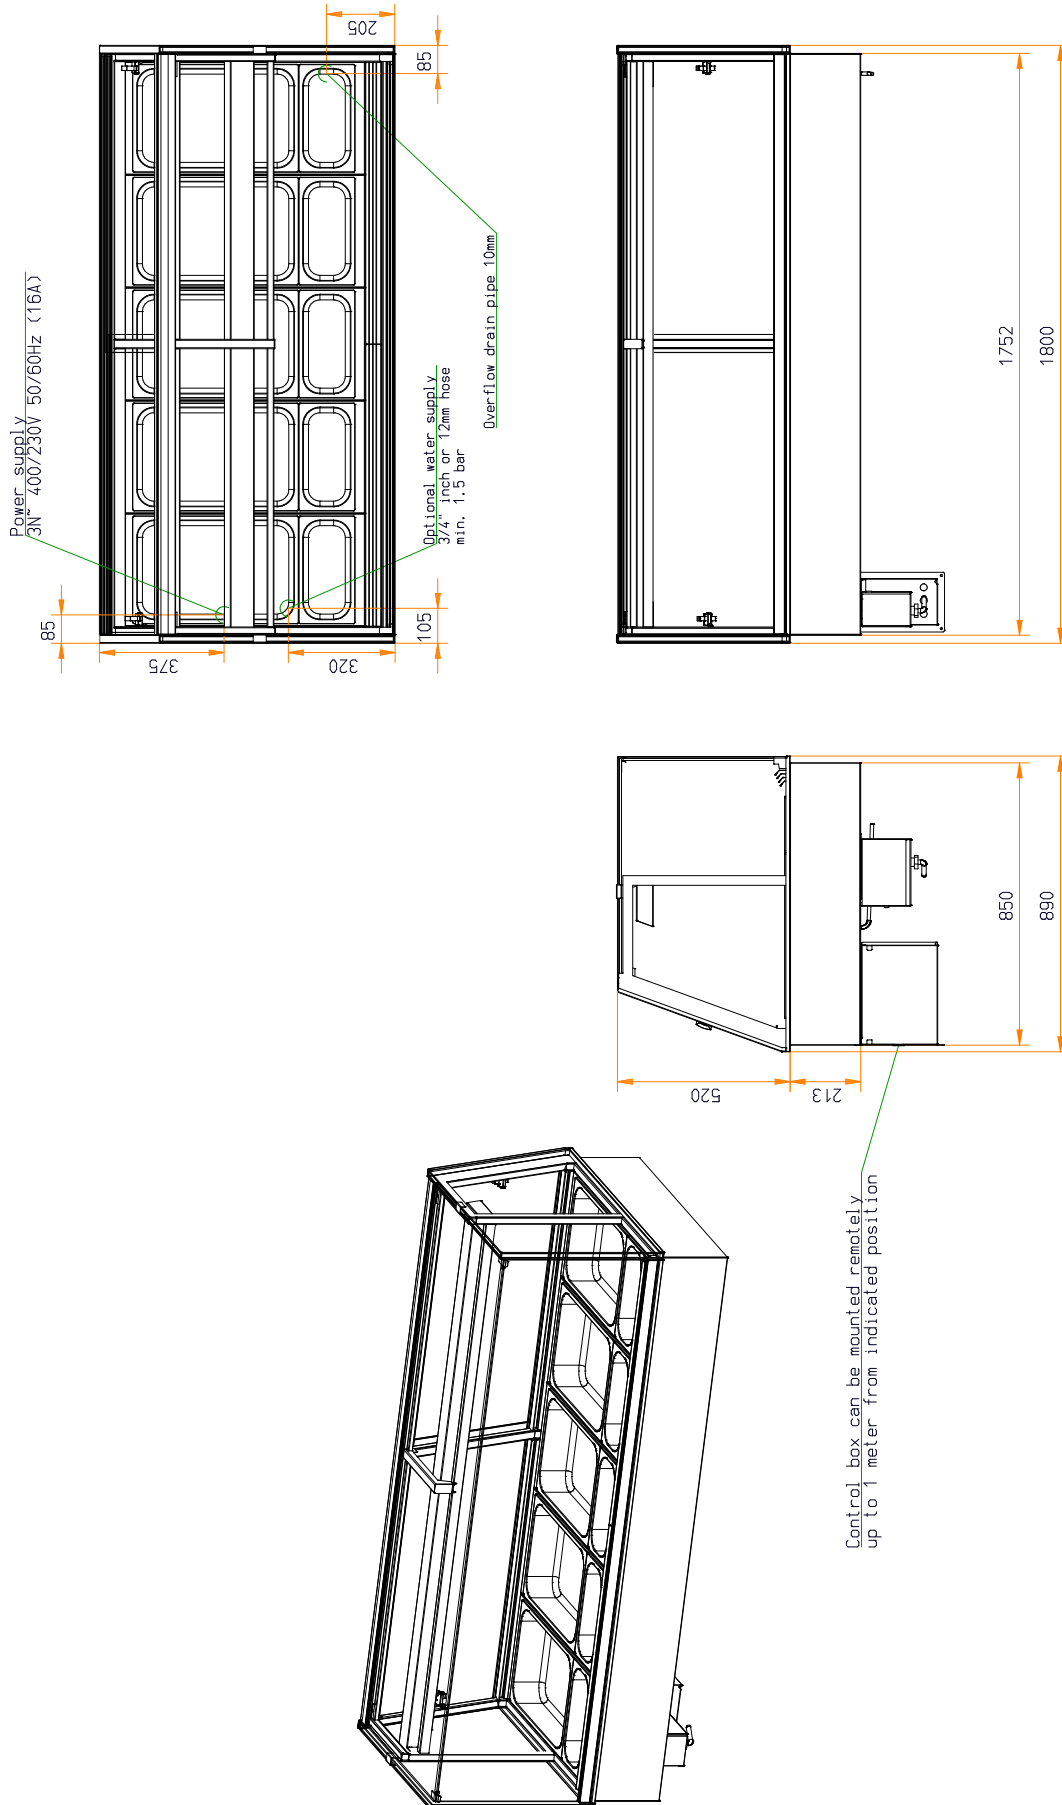 Power supply
3N~ 400/230V 50/60Hz (16A)
85
375
205
85
Overflow drain pipe 10mm
Optional water supply
3/4" inch or 12mm hose
min. 1.5 bar
105
320
1752
1800
520
213
850
890
Control box can be mounted remotely
up to 1 meter from indicated position